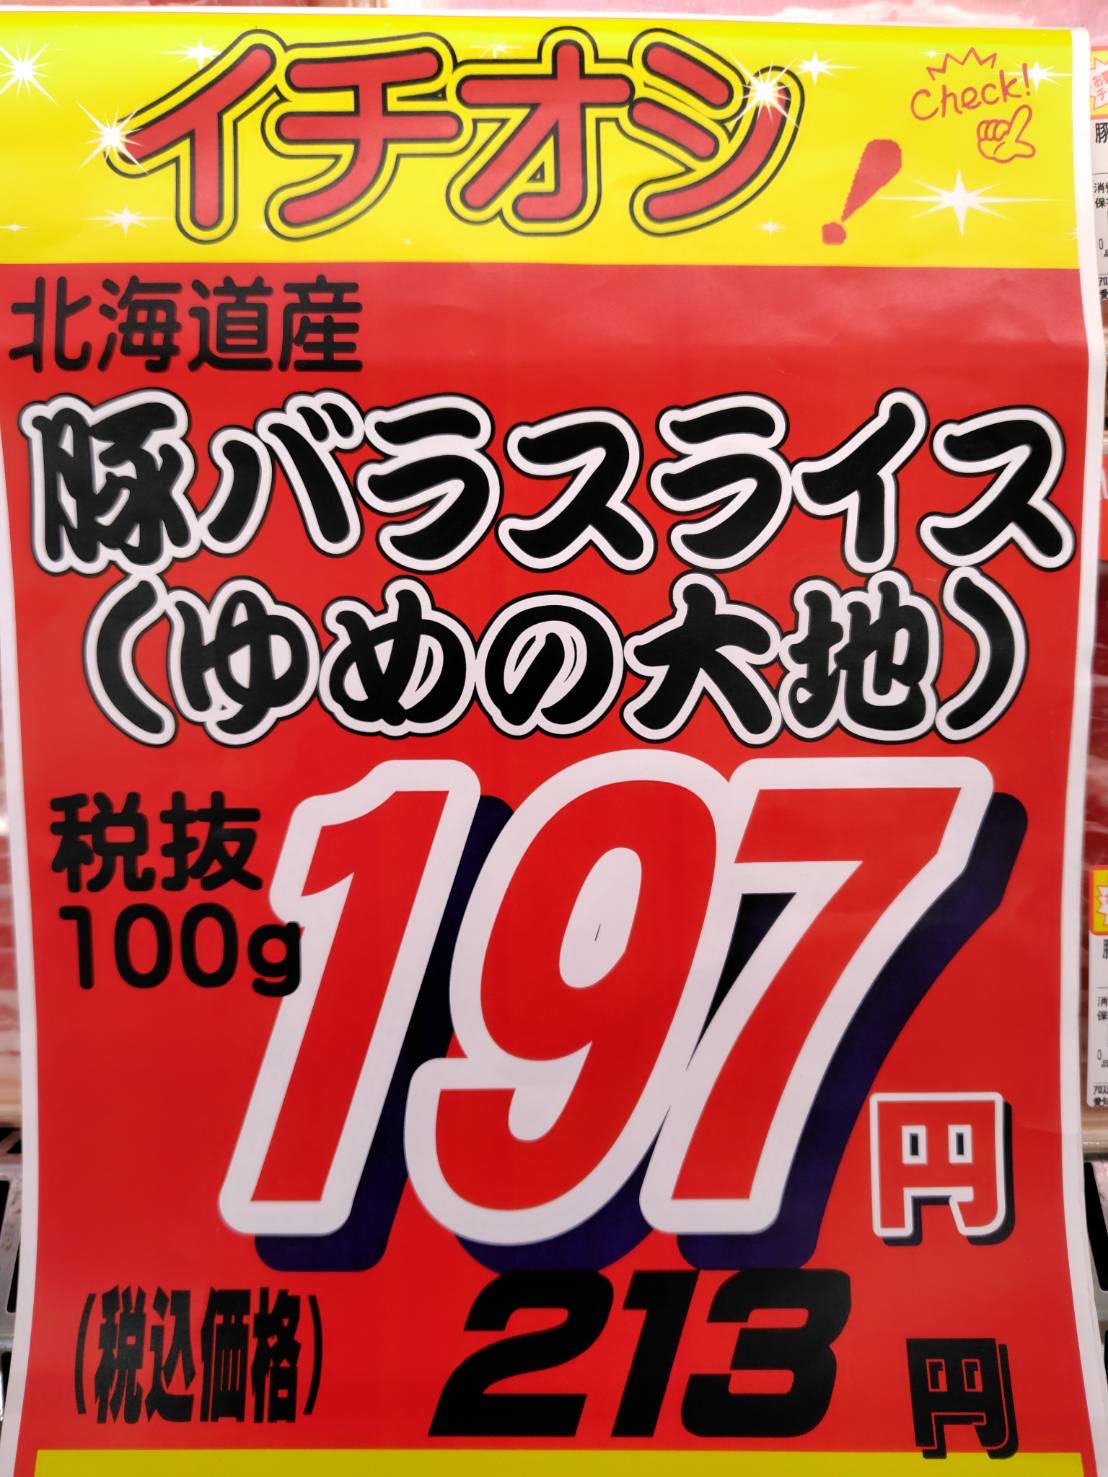 イチオシ!
Check!
北海道産
豚バラスライス
(ゆめの大地)
税抜
100g
197円
(税込価格) 213円